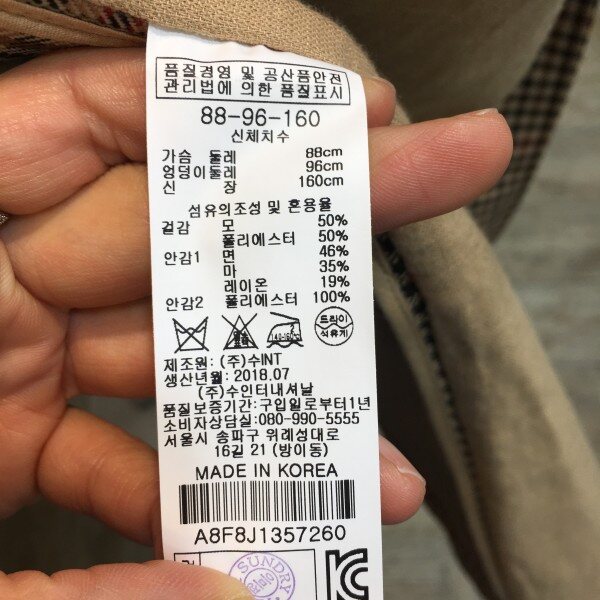 품질경영 및 공산품안전
관리법에 의한 품질표시
88-96-160
신체치수
가슴 둘레 88cm
엉덩이둘레 96cm
신 장 160cm
섬유의조성 및 혼용율
겉감 모 50%
폴리에스터 50%
안감1 면 46%
마 35%
레이온 19%
안감2 폴리에스터 100%
드라이
석유계
제조원: (주)수INT
생산년월: 2018.07
(주)수인터내셔날
품질보증기간:구입일로부터1년
소비자상담실:080-990-5555
서울시 송파구 위례성대로
16길 21 (방이동)
MADE IN KOREA
A8F8J1357260
SUNDRY